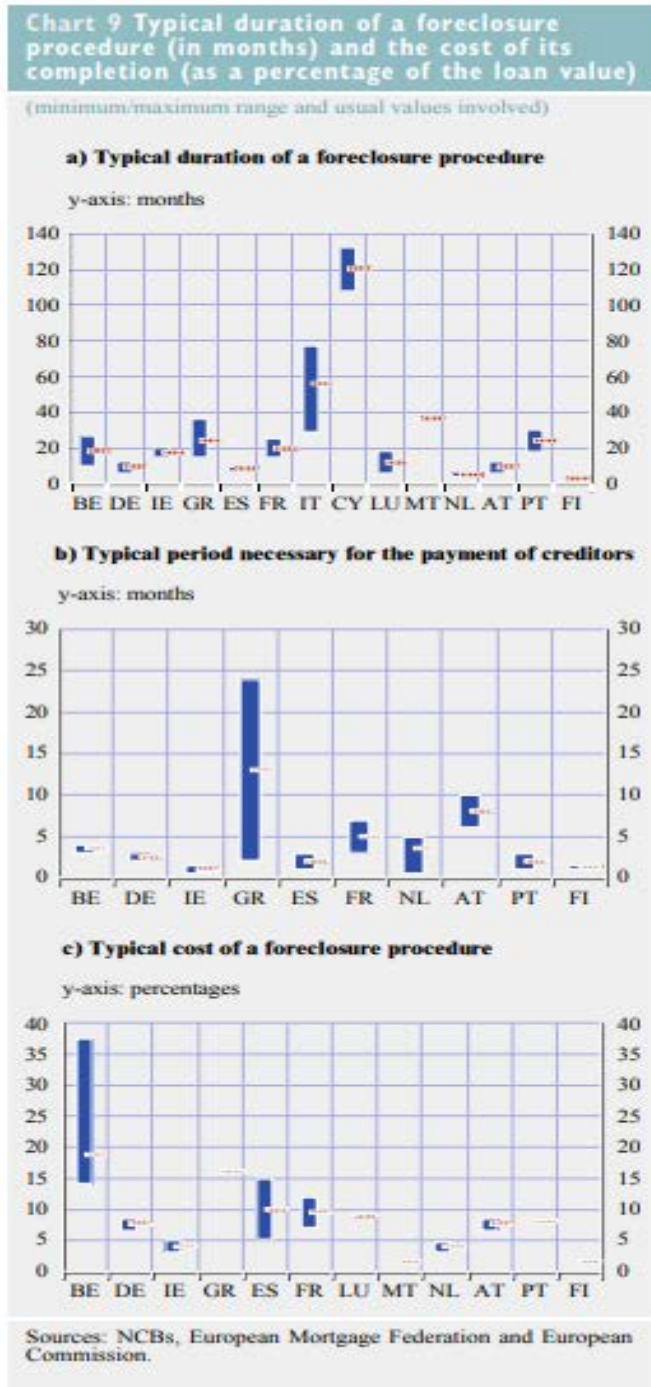 Chart 9 Typical duration of a foreclosure
procedure (in months) and the cost of its
completion (as a percentage of the loan value)
(minimum/maximum range and usual values involved)
a) Typical duration of a foreclosure procedure
y-axis: months
140 140
120 120
100 100
80 80
60 60
40 40
20 20
0 0
BE DE IE GR ES FR IT CY LU MT NL AT PT FI
b) Typical period necessary for the payment of creditors
y-axis: months
30 30
25 25
20 20
15 15
10 10
5 5
0 0
BE DE IE GR ES FR NL AT PT FI
c) Typical cost of a foreclosure procedure
y-axis: percentages
40 40
35 35
30 30
25 25
20 20
15 15
10 10
5 5
0 0
BE DE IE GR ES FR LU MT NL AT PT FI
Sources: NCBs, European Mortgage Federation and European
Commission.